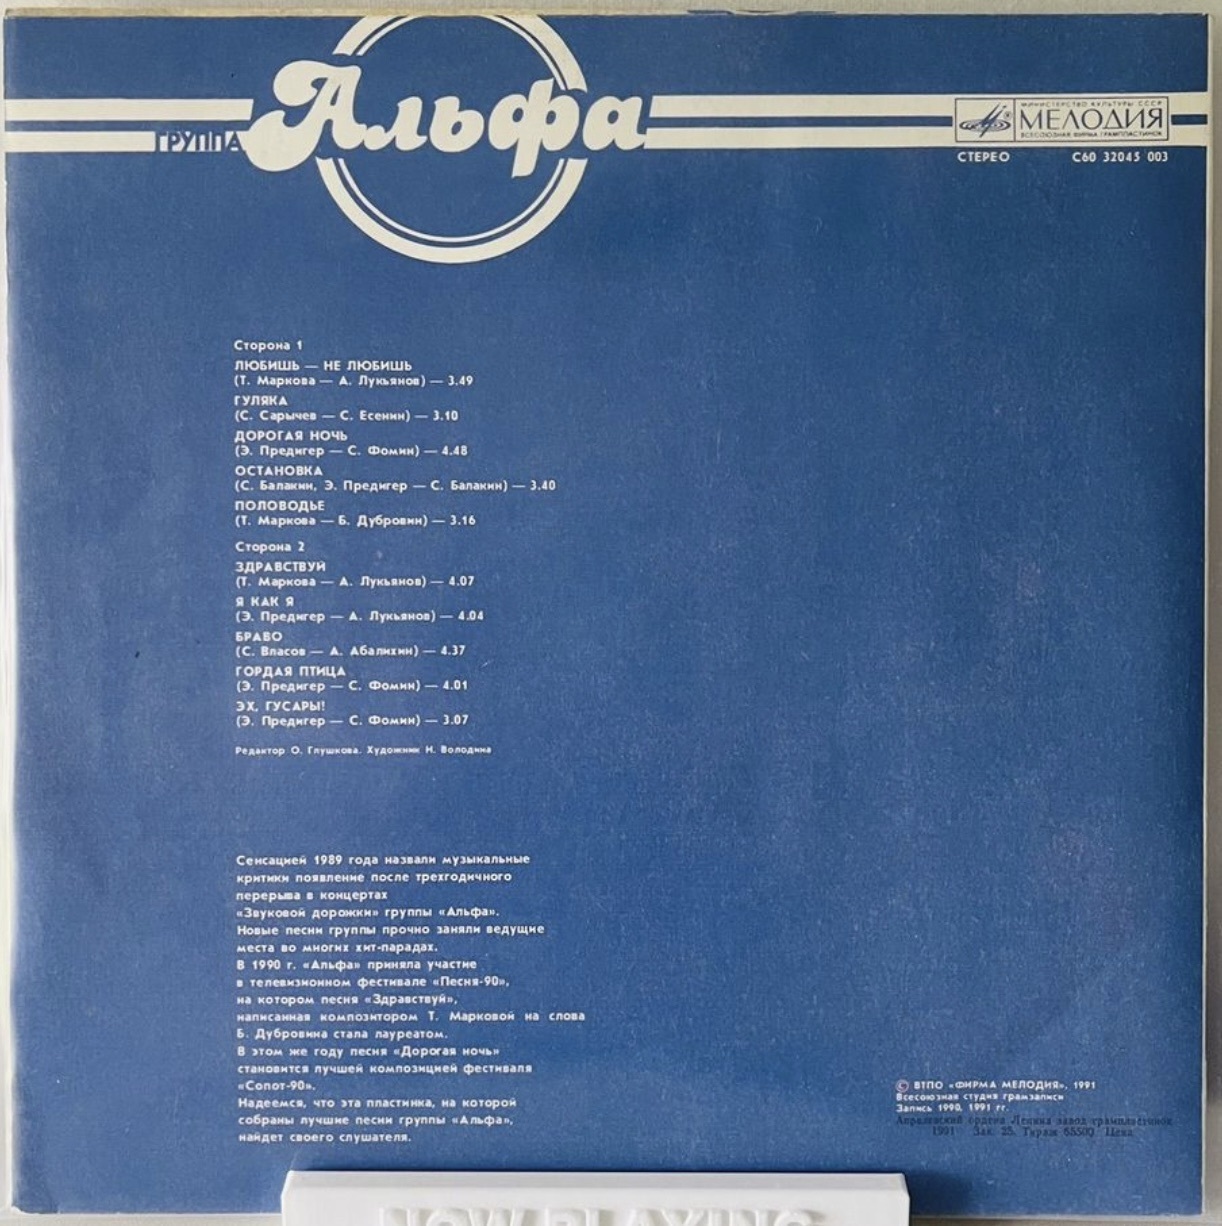 ГРУППА
Альфа
МИНИСТЕРСТВО КУЛЬТУРЫ СССР
МЕЛОДИЯ
ВСЕСОЮЗНАЯ ФИРМА ГРАМПЛАСТИНОК
СТЕРЕО С60 32045 003
Сторона 1
ЛЮБИШЬ — НЕ ЛЮБИШЬ
(Т. Маркова — А. Лукьянов) — 3.49
ГУЛЯКА
(С. Сарычев — С. Есенин) — 3.10
ДОРОГАЯ НОЧЬ
(Э. Предигер — С. Фомин) — 4.48
ОСТАНОВКА
(С. Балакин, Э. Предигер — С. Балакин) — 3.40
ПОЛОВОДЬЕ
(Т. Маркова — Б. Дубровин) — 3.16
Сторона 2
ЗДРАВСТВУЙ
(Т. Маркова — А. Лукьянов) — 4.07
Я КАК Я
(Э. Предигер — А. Лукьянов) — 4.04
БРАВО
(С. Власов — А. Абалихин) — 4.37
ГОРДАЯ ПТИЦА
(Э. Предигер — С. Фомин) — 4.01
ЭХ, ГУСАРЫ!
(Э. Предигер — С. Фомин) — 3.07
Редактор О. Глушкова. Художник Н. Володина
Сенсацией 1989 года назвали музыкальные
критики появление после трехгодичного
перерыва в концертах
«Звуковой дорожки» группы «Альфа».
Новые песни группы прочно заняли ведущие
места во многих хит-парадах.
В 1990 г. «Альфа» приняла участие
в телевизионном фестивале «Песня-90»,
на котором песня «Здравствуй»,
написанная композитором Т. Марковой на слова
Б. Дубровина стала лауреатом.
В этом же году песня «Дорогая ночь»
становится лучшей композицией фестиваля
«Сопот-90».
Надеемся, что эта пластинка, на которой
собраны лучшие песни группы «Альфа»,
найдет своего слушателя.
© ВТПО «ФИРМА МЕЛОДИЯ», 1991
Всесоюзная студия грамзаписи
Запись 1990, 1991 гг.
Апрелевский ордена Ленина завод грампластинок
1991 Зак. 25. Тираж 65500 Цена
NOW PLAYING